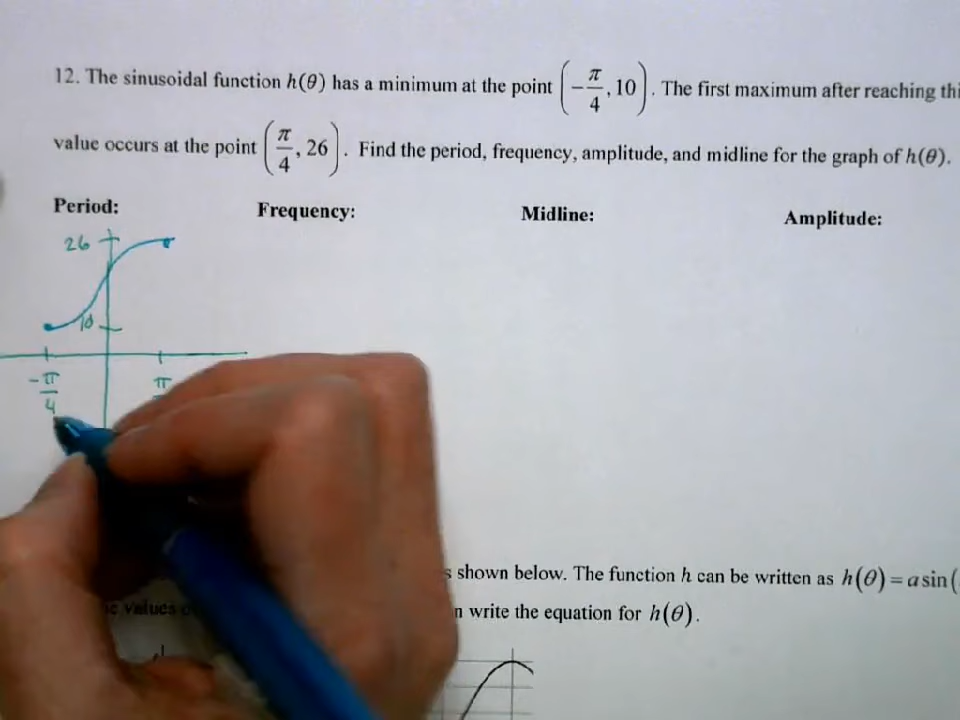 12. The sinusoidal function h(θ) has a minimum at the point (-π/4, 10). The first maximum after reaching thi
value occurs at the point (π/4, 26). Find the period, frequency, amplitude, and midline for the graph of h(θ).
Period: Frequency: Midline: Amplitude:
26
10
-π/4 π
s shown below. The function h can be written as h(θ) = a sin(
values n write the equation for h(θ).